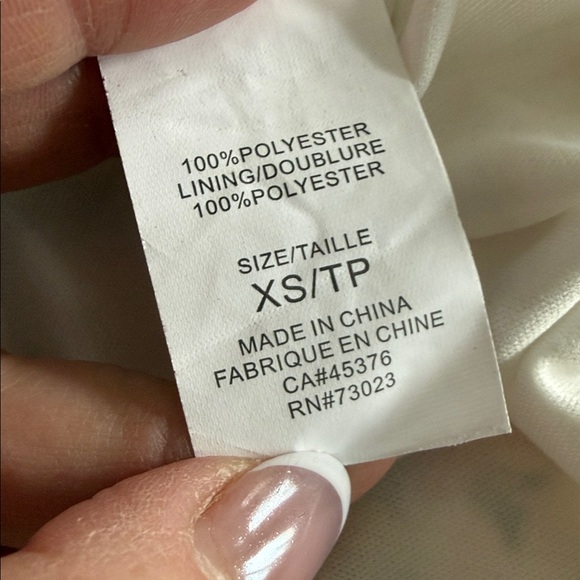 100%POLYESTER
LINING/DOUBLURE
100%POLYESTER
SIZE/TAILLE
XS/TP
MADE IN CHINA
FABRIQUE EN CHINE
CA#45376
RN#73023